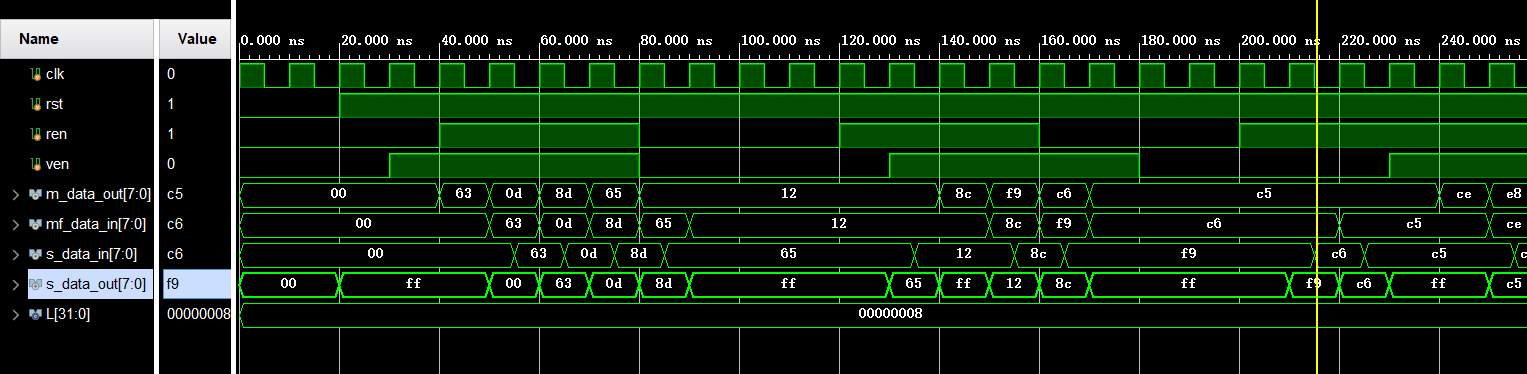 Name Value 0.000 ns 20.000 ns 40.000 ns 60.000 ns 80.000 ns 100.000 ns 120.000 ns 140.000 ns 160.000 ns 180.000 ns 200.000 ns 220.000 ns 240.000 ns
clk 0
rst 1
ren 1
ven 0
m_data_out[7:0] c5 00 63 0d 8d 65 12 8c f9 c6 c5 ce e8
mf_data_in[7:0] c6 00 63 0d 8d 65 12 8c f9 c6 c5 ce
s_data_in[7:0] c6 00 63 0d 8d 65 12 8c f9 c6 c5
s_data_out[7:0] f9 00 ff 00 63 0d 8d ff 65 ff 12 8c ff f9 c6 ff c5
L[31:0] 00000008 00000008